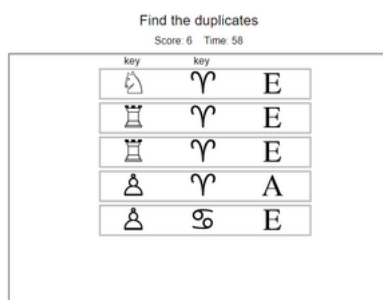 Find the duplicates
Score: 6 Time: 58
key key
♘ ♈ E
♖ ♈ E
♖ ♈ E
♙ ♈ A
♙ ♋ E